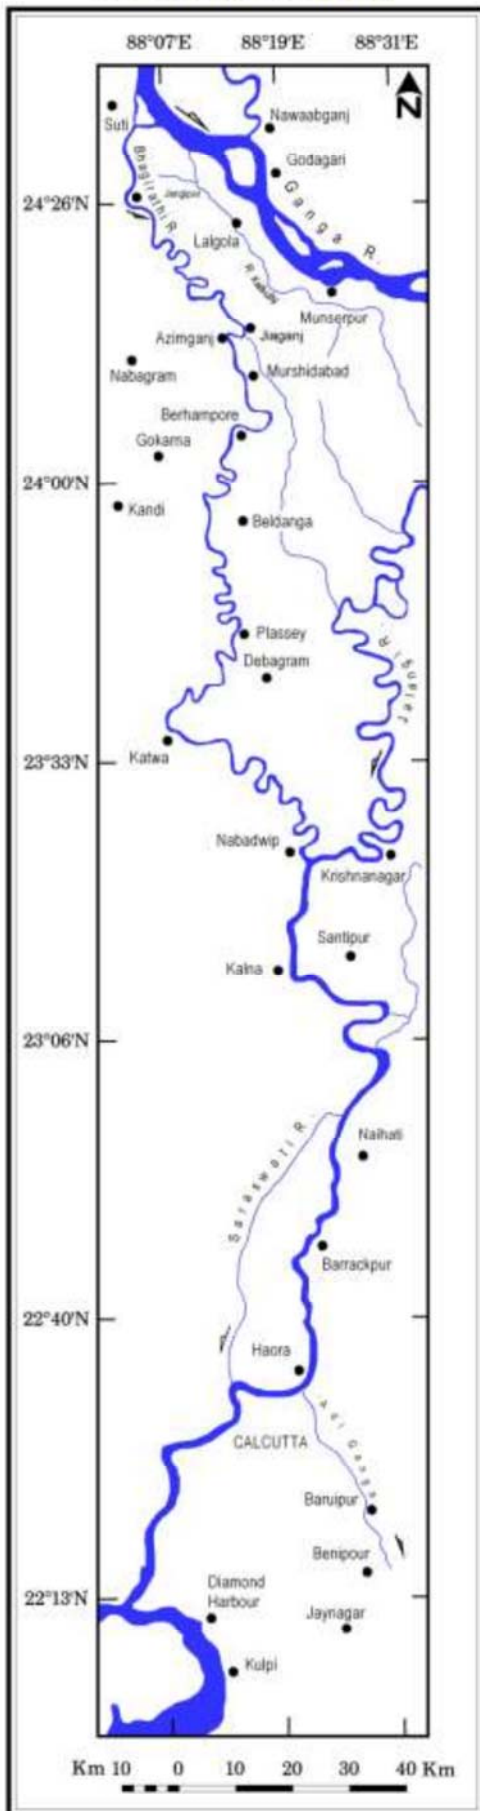 88°07'E 88°19'E 88°31'E
N
Suti
Nawaabganj
Godagari
24°26'N
Bhagirathi R.
Jangipur
Ganga R.
Lalgola
Munserpur
Azimganj
Jiaganj
Nabagram
Murshidabad
Berhampore
Gokarna
24°00'N
Kandi
Beldanga
Plassey
Debagram
Jalangi R.
23°33'N
Katwa
Nabadwip
Krishnanagar
Santipur
Kalna
23°06'N
Saraswati R.
Naihati
Barrackpur
22°40'N
Haora
Adi Ganga
CALCUTTA
Baruipur
Benipour
22°13'N
Diamond
Harbour
Jaynagar
Kulpi
Km 10 0 10 20 30 40 Km